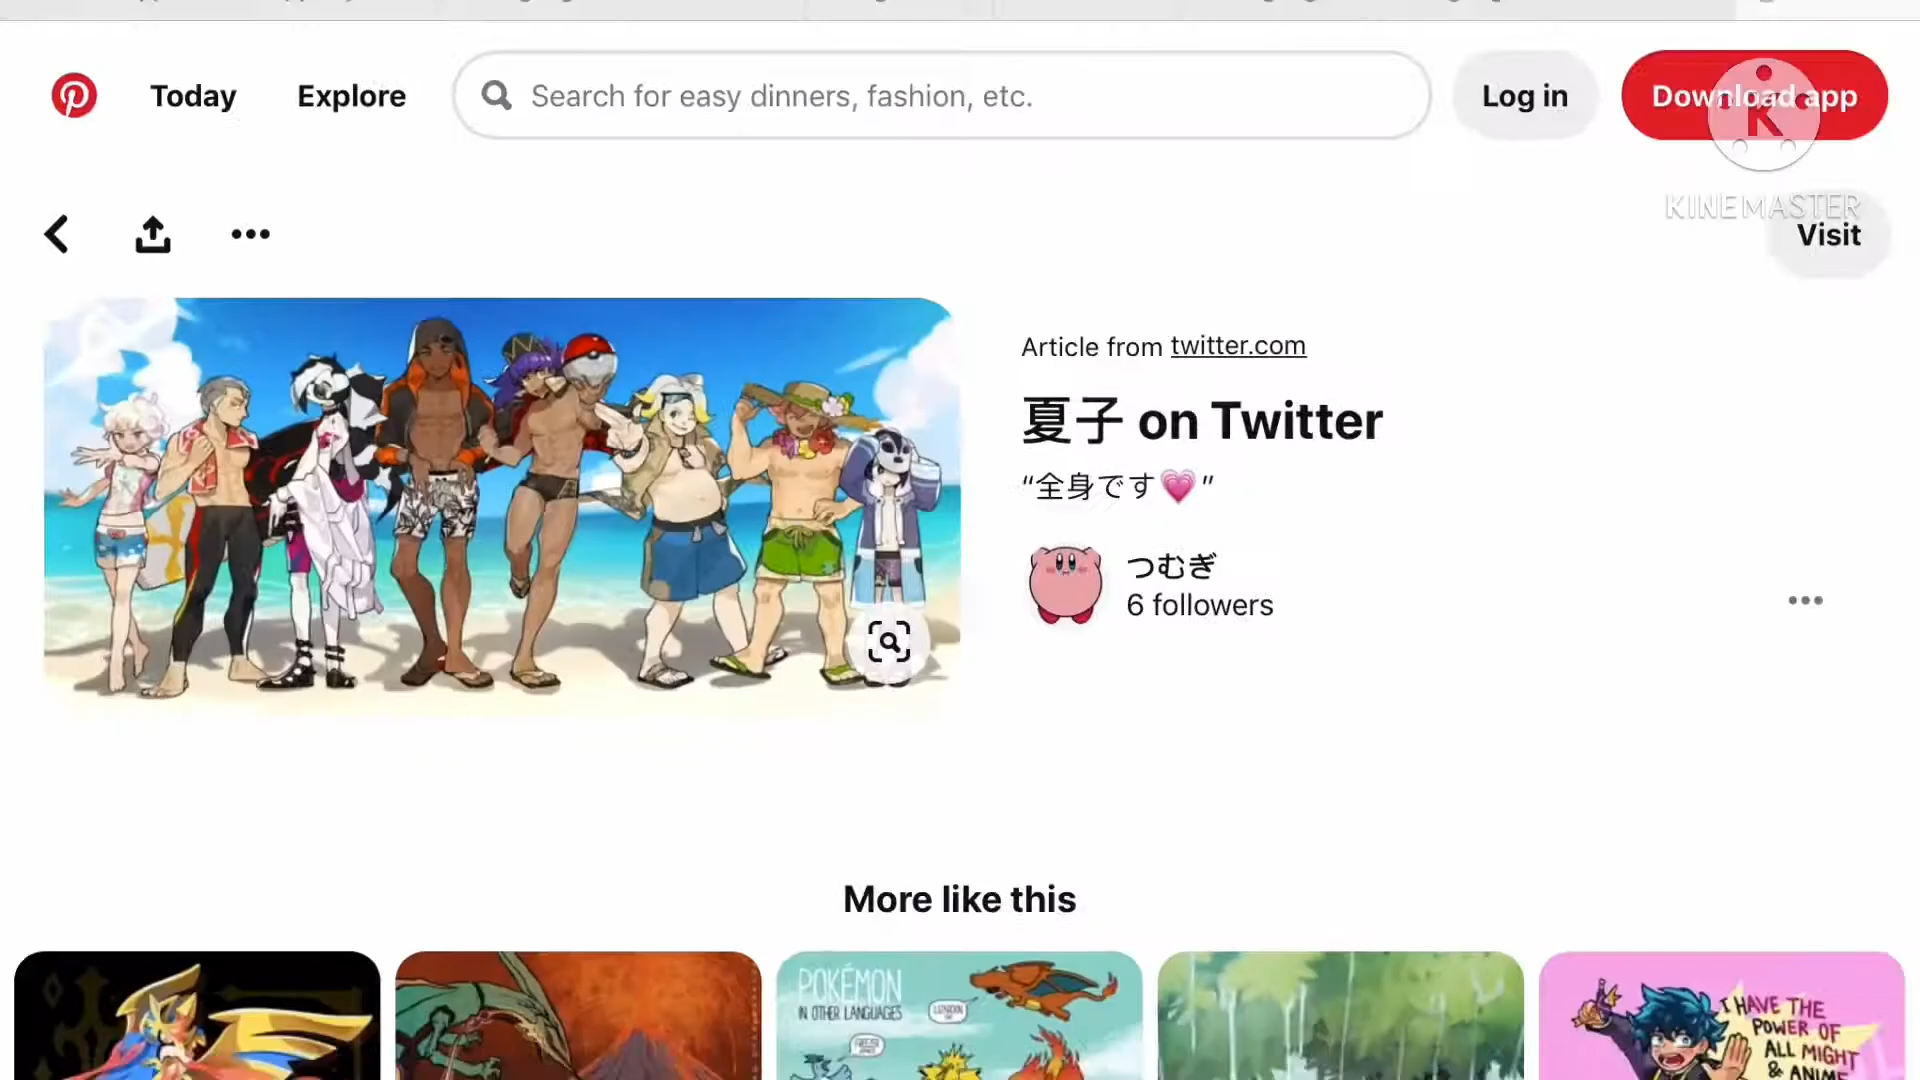 Today
Explore
Search for easy dinners, fashion, etc.
Log in
Download app
K
KINEMASTER
Visit
Article from twitter.com
夏子 on Twitter
“全身です💗”
つむぎ
6 followers
More like this
POKÉMON
IN OTHER LANGUAGES
I HAVE THE
POWER OF
ALL MIGHT
& ANIME